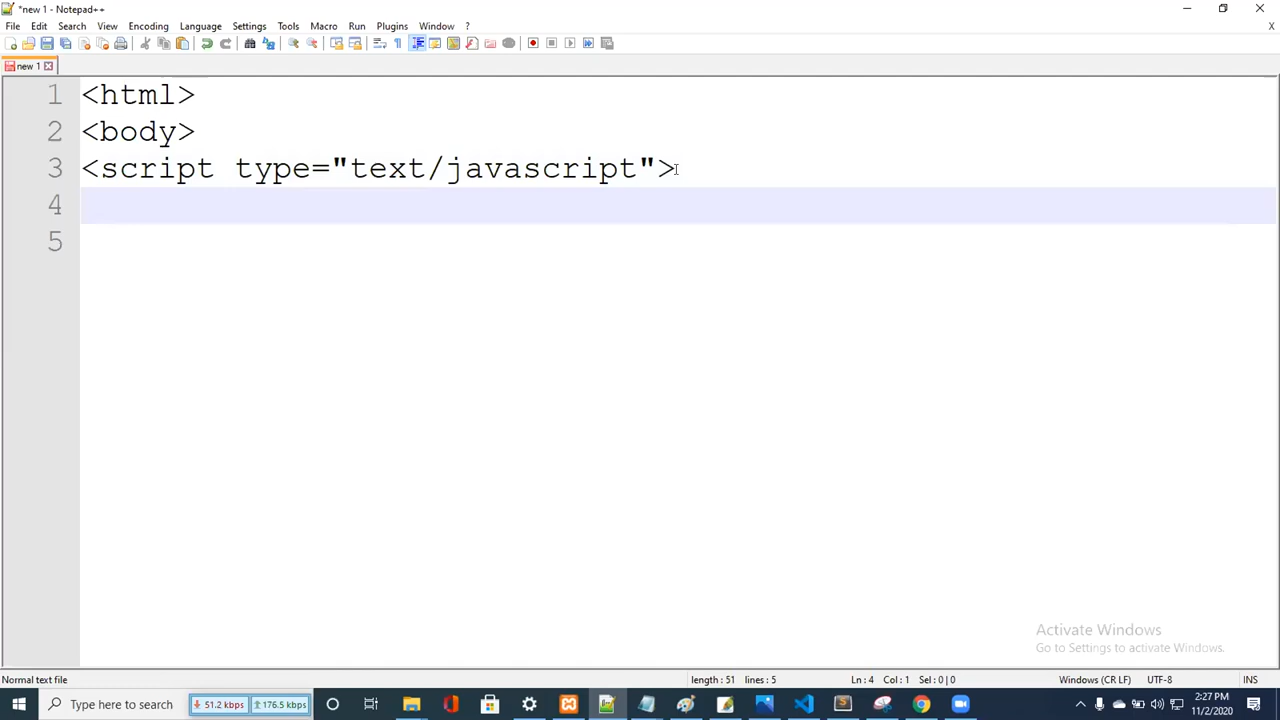 *new 1 - Notepad++
File Edit Search View Encoding Language Settings Tools Macro Run Plugins Window ?
X
new 1
1 <html>
2 <body>
3 <script type="text/javascript">
4
5
Activate Windows
Go to Settings to activate Windows.
Normal text file length : 51 lines : 5 Ln : 4 Col : 1 Sel : 0 | 0 Windows (CR LF) UTF-8 INS
Type here to search 51.2 kbps 176.5 kbps 2:27 PM
11/2/2020